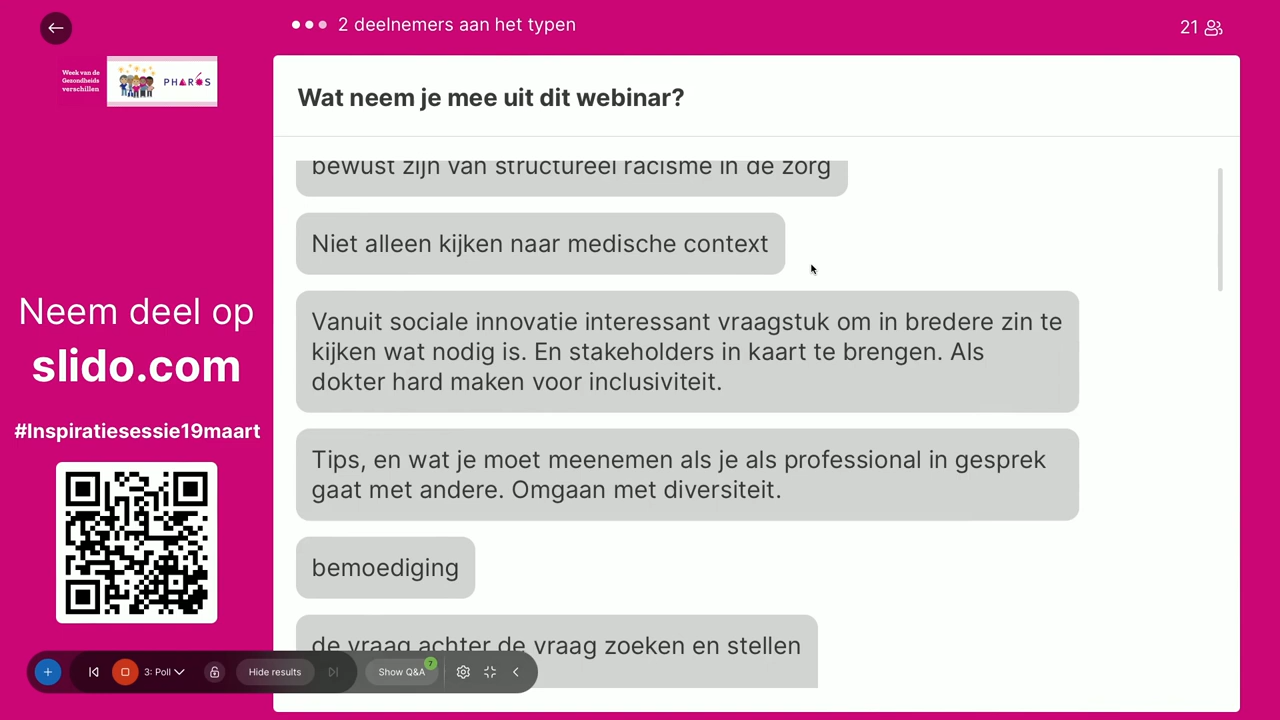 2 deelnemers aan het typen
21
Week van de
Gezondheids
verschillen
PHAROS
Wat neem je mee uit dit webinar?
bewust zijn van structureel racisme in de zorg
Niet alleen kijken naar medische context
Vanuit sociale innovatie interessant vraagstuk om in bredere zin te
kijken wat nodig is. En stakeholders in kaart te brengen. Als
dokter hard maken voor inclusiviteit.
Tips, en wat je moet meenemen als je als professional in gesprek
gaat met andere. Omgaan met diversiteit.
bemoediging
de vraag achter de vraag zoeken en stellen
Neem deel op
slido.com
#Inspiratiesessie19maart
3: Poll
Hide results
Show Q&A
7